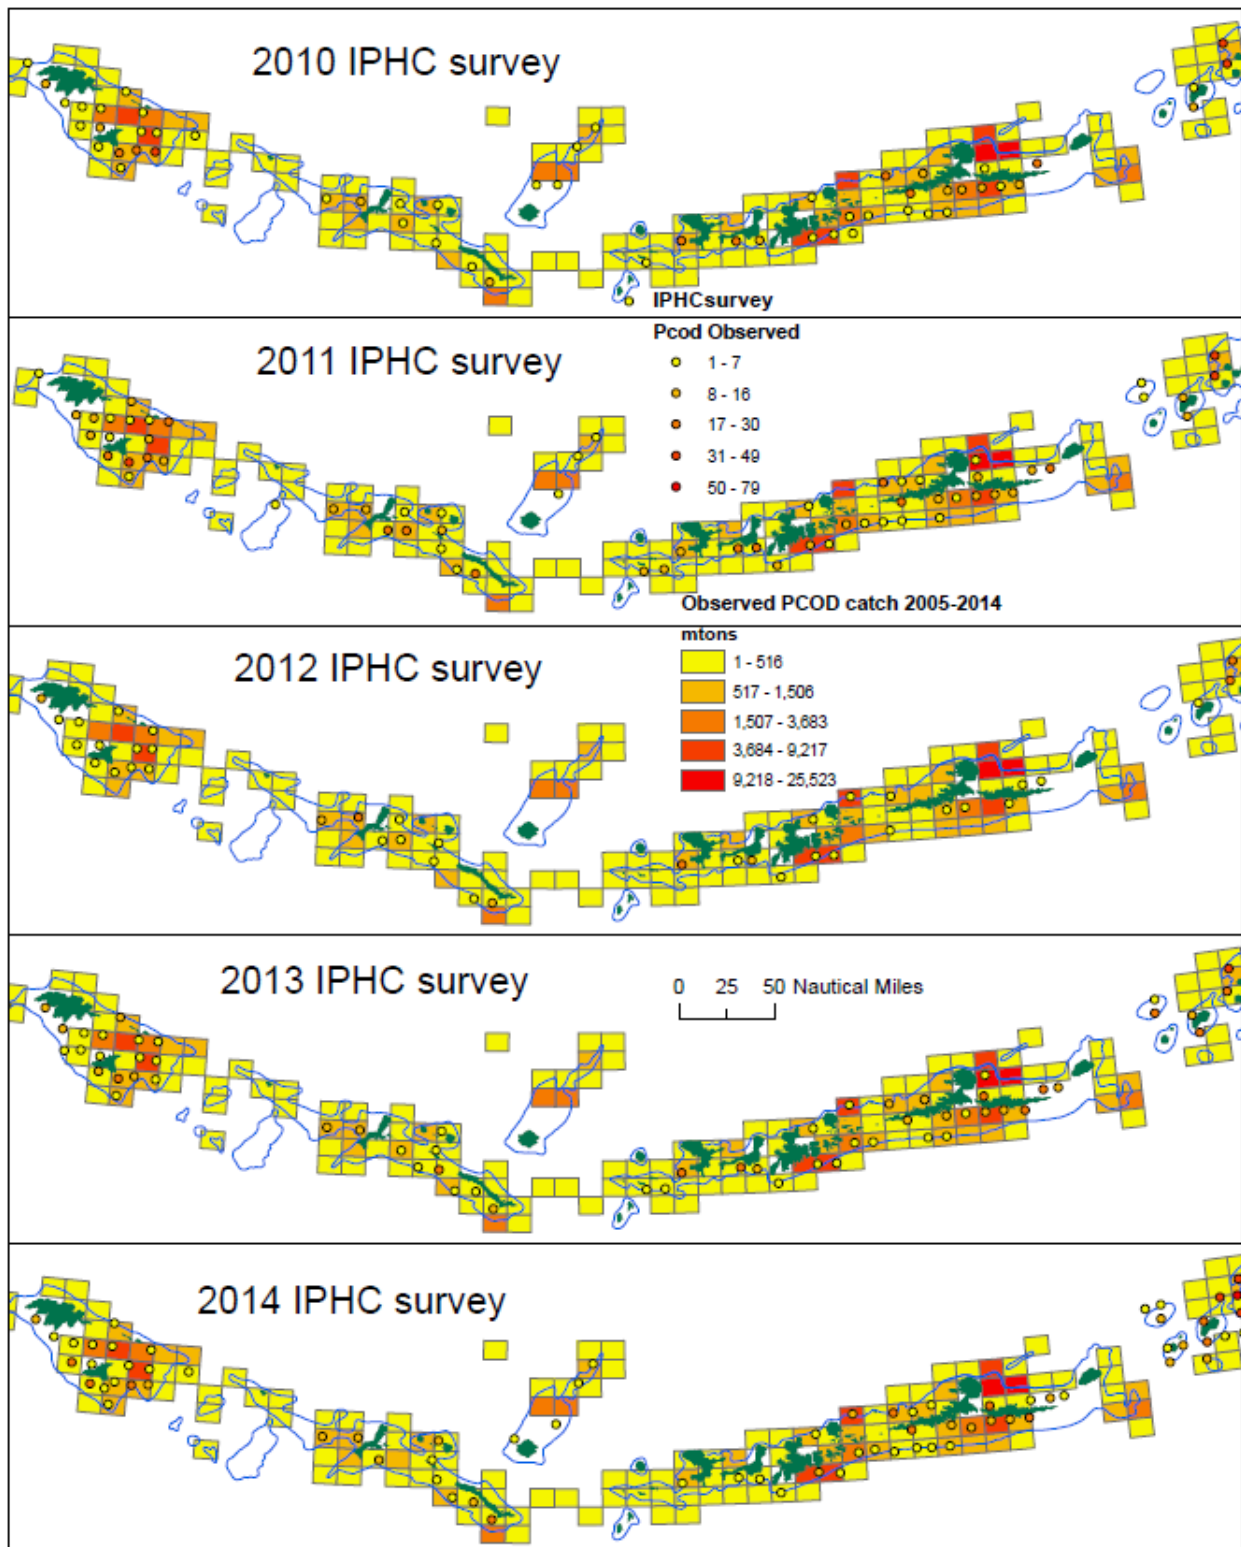 2010 IPHC survey
IPHCsurvey
2011 IPHC survey
Pcod Observed
1 - 7
8 - 16
17 - 30
31 - 49
50 - 79
Observed PCOD catch 2005-2014
2012 IPHC survey
mtons
1 - 516
517 - 1,506
1,507 - 3,683
3,684 - 9,217
9,218 - 25,523
2013 IPHC survey
0 25 50 Nautical Miles
2014 IPHC survey